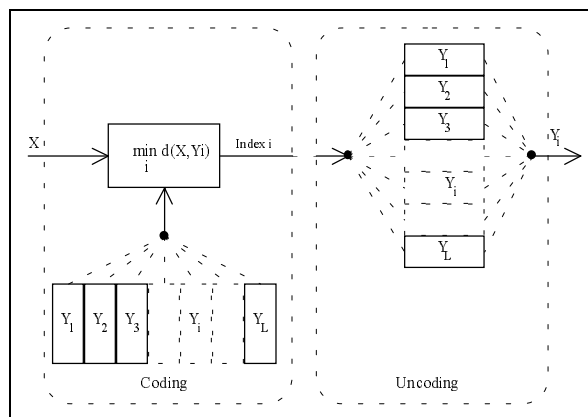 X
min d(X,Yi)
i
Index i
Y1 Y2 Y3 Yi YL
Coding
Y1
Y2
Y3
Yi
YL
Yi
Uncoding